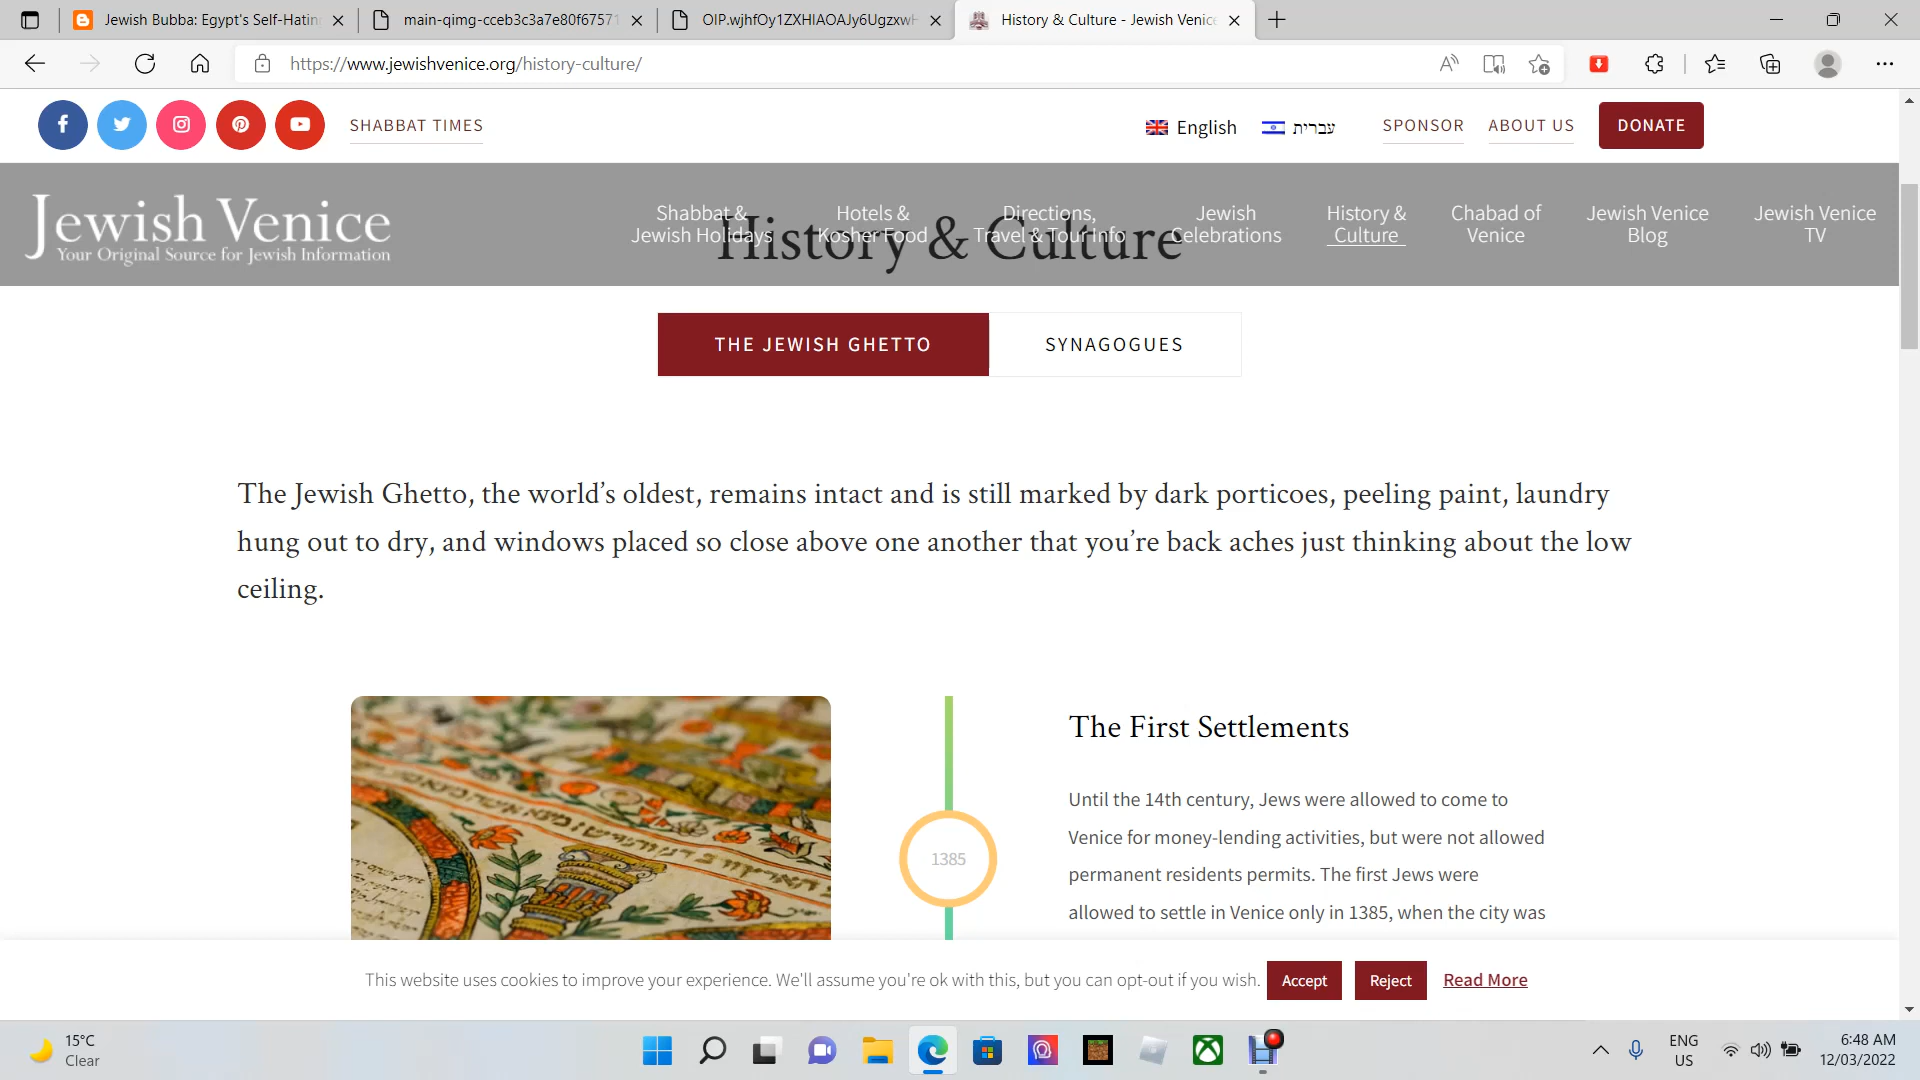 Jewish Bubba: Egypt's Self-Hatin
main-qimg-cceb3c3a7e80f67571
OIP.wjhfOy1ZXHIAOAJy6UgzxwH
History & Culture - Jewish Venice
https://www.jewishvenice.org/history-culture/
SHABBAT TIMES
English
עברית
SPONSOR
ABOUT US
DONATE
Jewish Venice
Your Original Source for Jewish Information
Shabbat &
Jewish Holidays
Hotels &
Kosher Food
Directions,
Travel & Tour Info
Jewish
Celebrations
History &
Culture
Chabad of
Venice
Jewish Venice
Blog
Jewish Venice
TV
History & Culture
THE JEWISH GHETTO
SYNAGOGUES
The Jewish Ghetto, the world’s oldest, remains intact and is still marked by dark porticoes, peeling paint, laundry
hung out to dry, and windows placed so close above one another that you’re back aches just thinking about the low
ceiling.
1385
The First Settlements
Until the 14th century, Jews were allowed to come to
Venice for money-lending activities, but were not allowed
permanent residents permits. The first Jews were
allowed to settle in Venice only in 1385, when the city was
This website uses cookies to improve your experience. We'll assume you're ok with this, but you can opt-out if you wish.
Accept
Reject
Read More
15°C
Clear
ENG
US
6:48 AM
12/03/2022